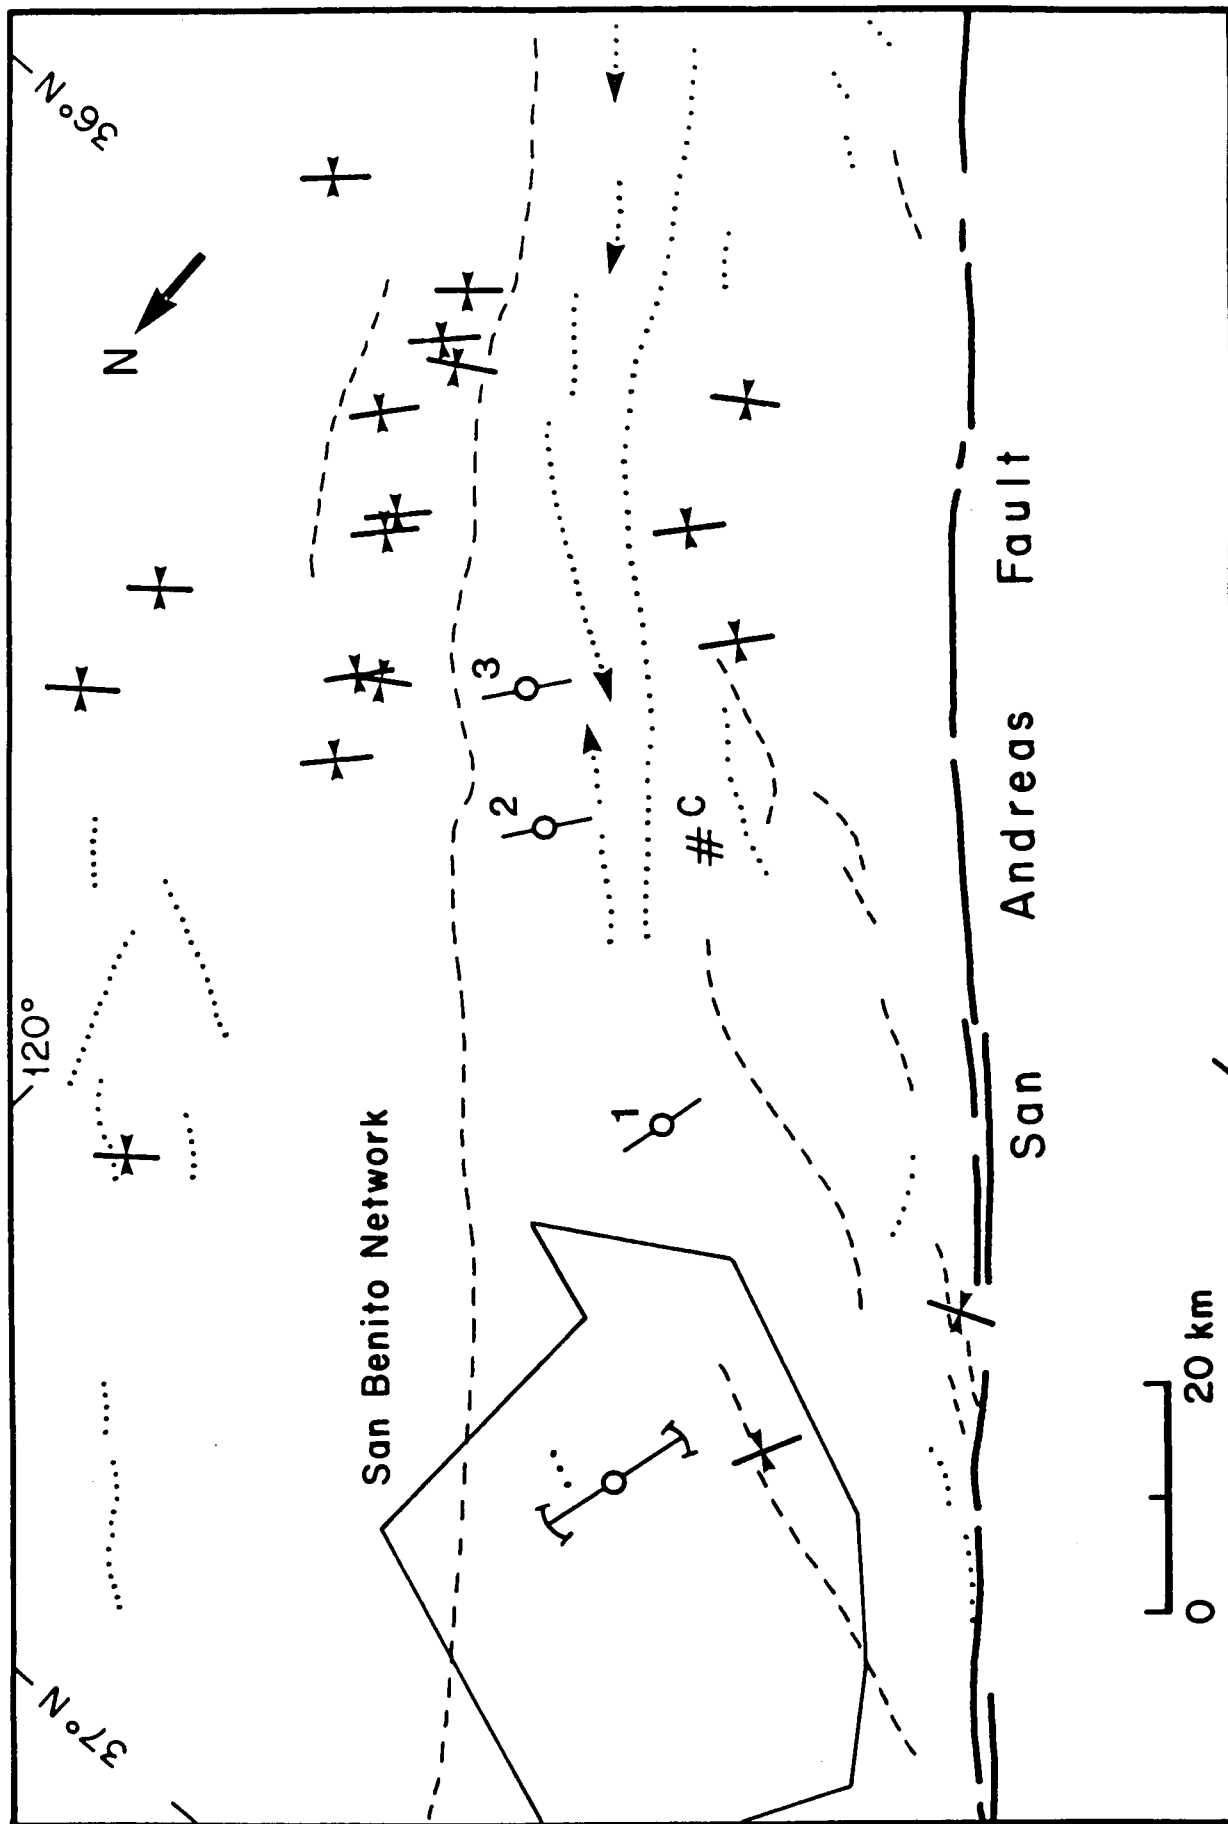 37°N
120°
36°N
N
San Benito Network
1
2
3
# C
San Andreas Fault
0 20 km